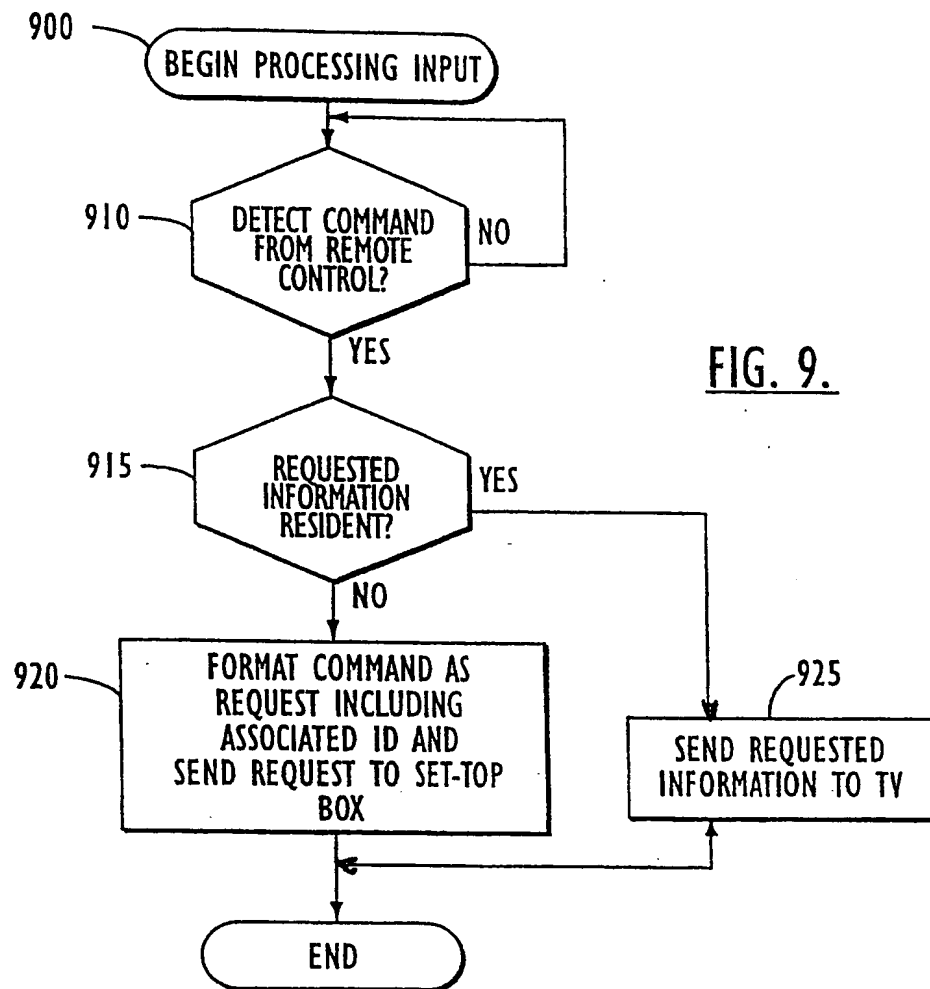 900
BEGIN PROCESSING INPUT
910
DETECT COMMAND
FROM REMOTE
CONTROL?
NO
YES
FIG. 9.
915
REQUESTED
INFORMATION
RESIDENT?
YES
NO
920
FORMAT COMMAND AS
REQUEST INCLUDING
ASSOCIATED ID AND
SEND REQUEST TO SET-TOP
BOX
925
SEND REQUESTED
INFORMATION TO TV
END